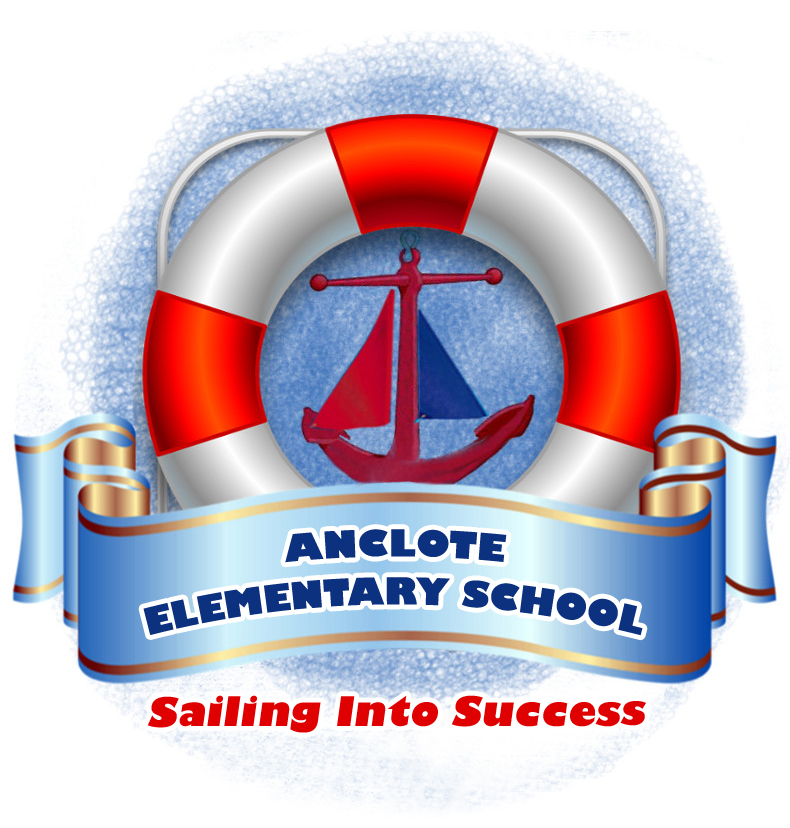 ANCLOTE
ELEMENTARY SCHOOL
Sailing Into Success